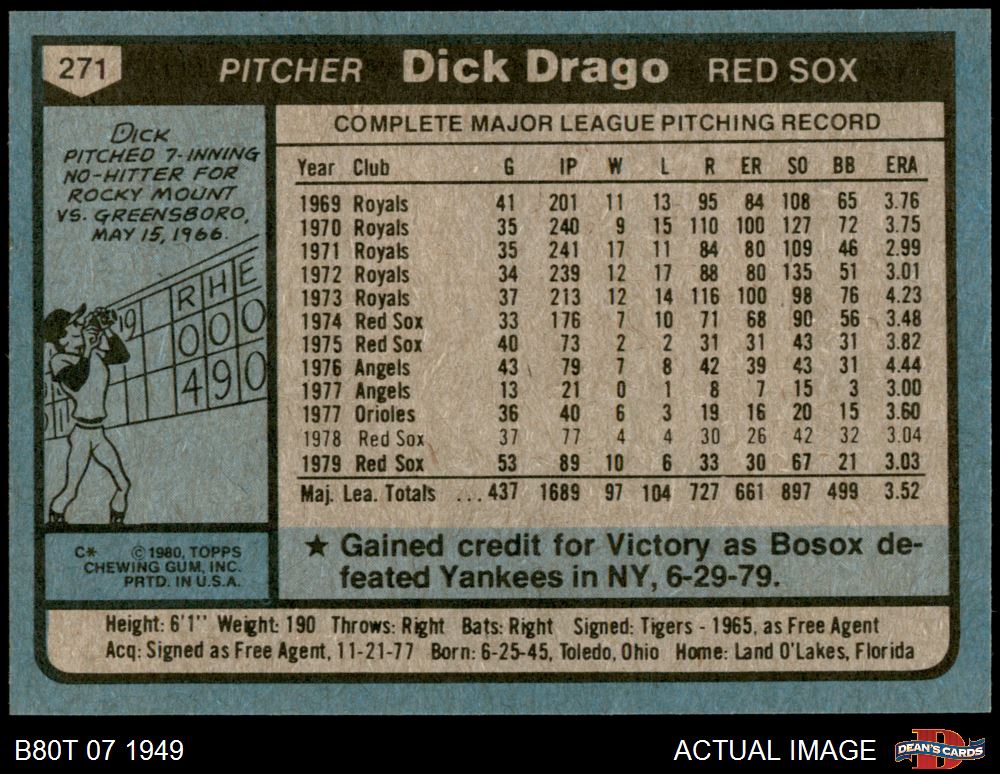 271 PITCHER Dick Drago RED SOX
DICK
PITCHED 7-INNING
NO-HITTER FOR
ROCKY MOUNT
VS. GREENSBORO,
MAY 15, 1966.
19 R H E
0 0 0
4 9 0
COMPLETE MAJOR LEAGUE PITCHING RECORD
Year Club G IP W L R ER SO BB ERA
1969 Royals 41 201 11 13 95 84 108 65 3.76
1970 Royals 35 240 9 15 110 100 127 72 3.75
1971 Royals 35 241 17 11 84 80 109 46 2.99
1972 Royals 34 239 12 17 88 80 135 51 3.01
1973 Royals 37 213 12 14 116 100 98 76 4.23
1974 Red Sox 33 176 7 10 71 68 90 56 3.48
1975 Red Sox 40 73 2 2 31 31 43 31 3.82
1976 Angels 43 79 7 8 42 39 43 31 4.44
1977 Angels 13 21 0 1 8 7 15 3 3.00
1977 Orioles 36 40 6 3 19 16 20 15 3.60
1978 Red Sox 37 77 4 4 30 26 42 32 3.04
1979 Red Sox 53 89 10 6 33 30 67 21 3.03
Maj. Lea. Totals ... 437 1689 97 104 727 661 897 499 3.52
C* © 1980, TOPPS
CHEWING GUM, INC.
PRTD. IN U.S.A.
★ Gained credit for Victory as Bosox de-
feated Yankees in NY, 6-29-79.
Height: 6'1" Weight: 190 Throws: Right Bats: Right Signed: Tigers - 1965, as Free Agent
Acq: Signed as Free Agent, 11-21-77 Born: 6-25-45, Toledo, Ohio Home: Land O'Lakes, Florida
B80T 07 1949 ACTUAL IMAGE D DEAN'S CARDS